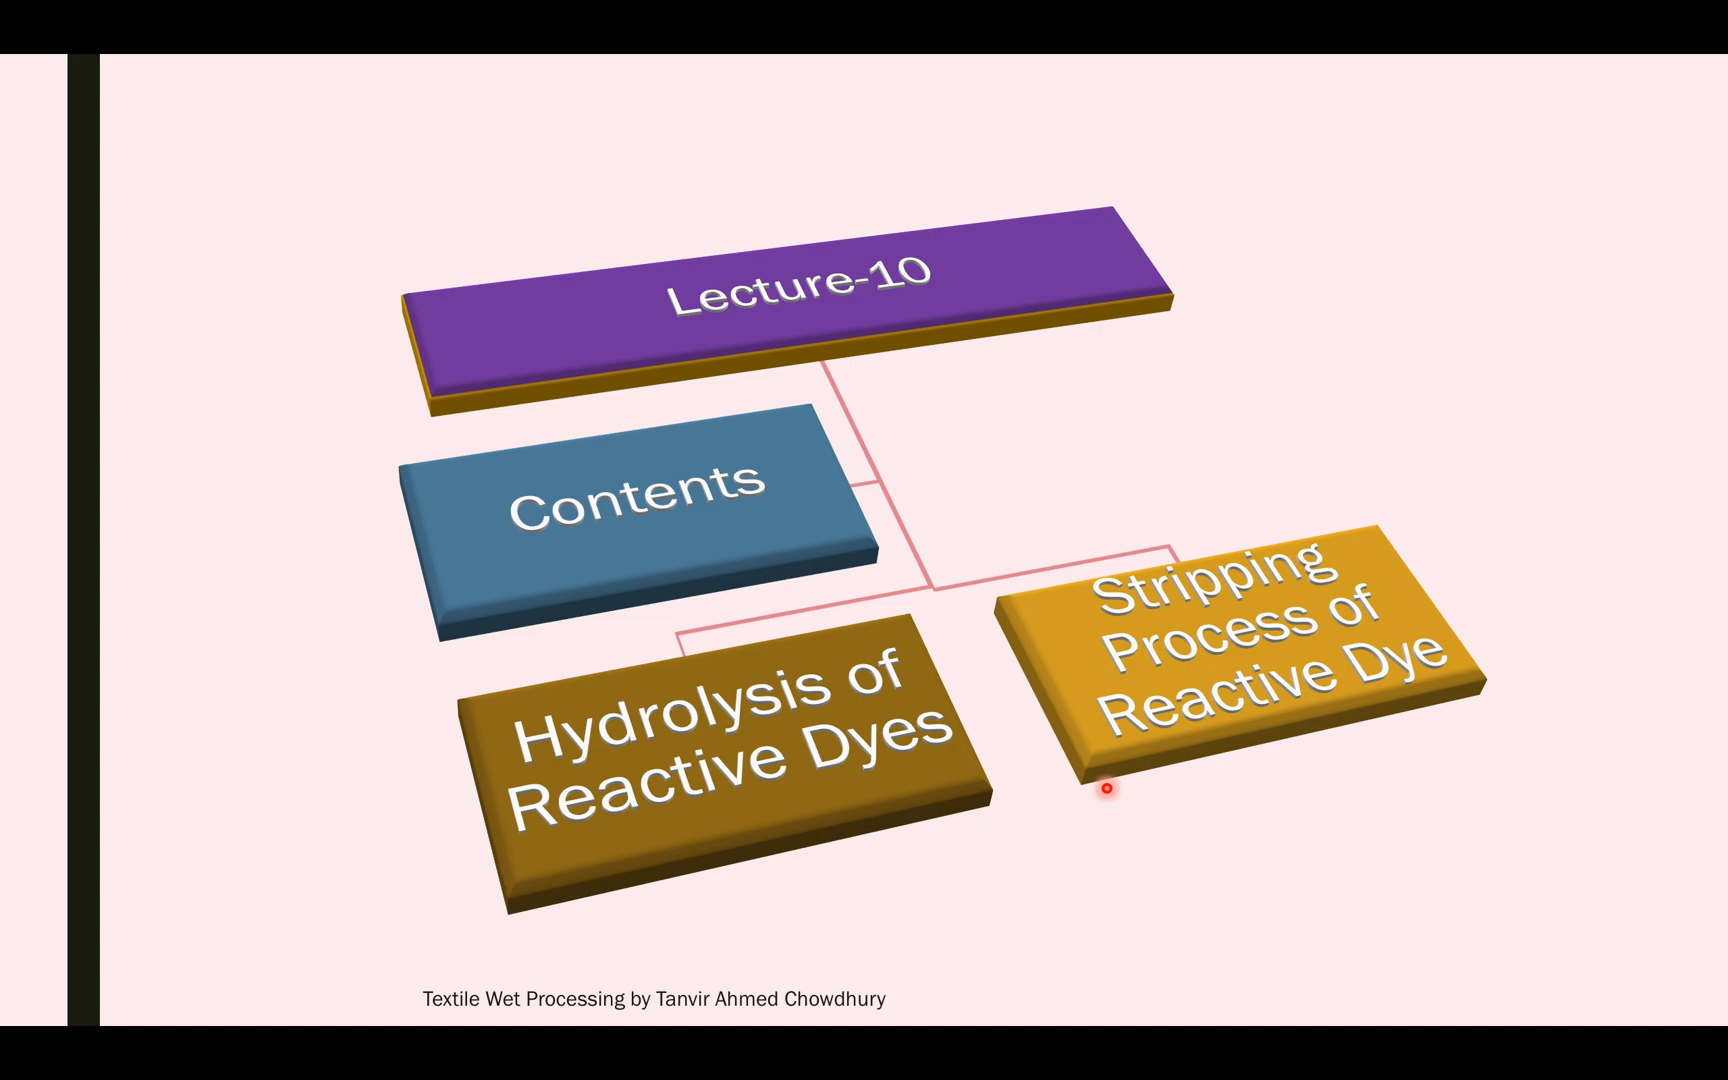 Lecture-10
Contents
Hydrolysis of
Reactive Dyes
Stripping
Process of
Reactive Dye
Textile Wet Processing by Tanvir Ahmed Chowdhury